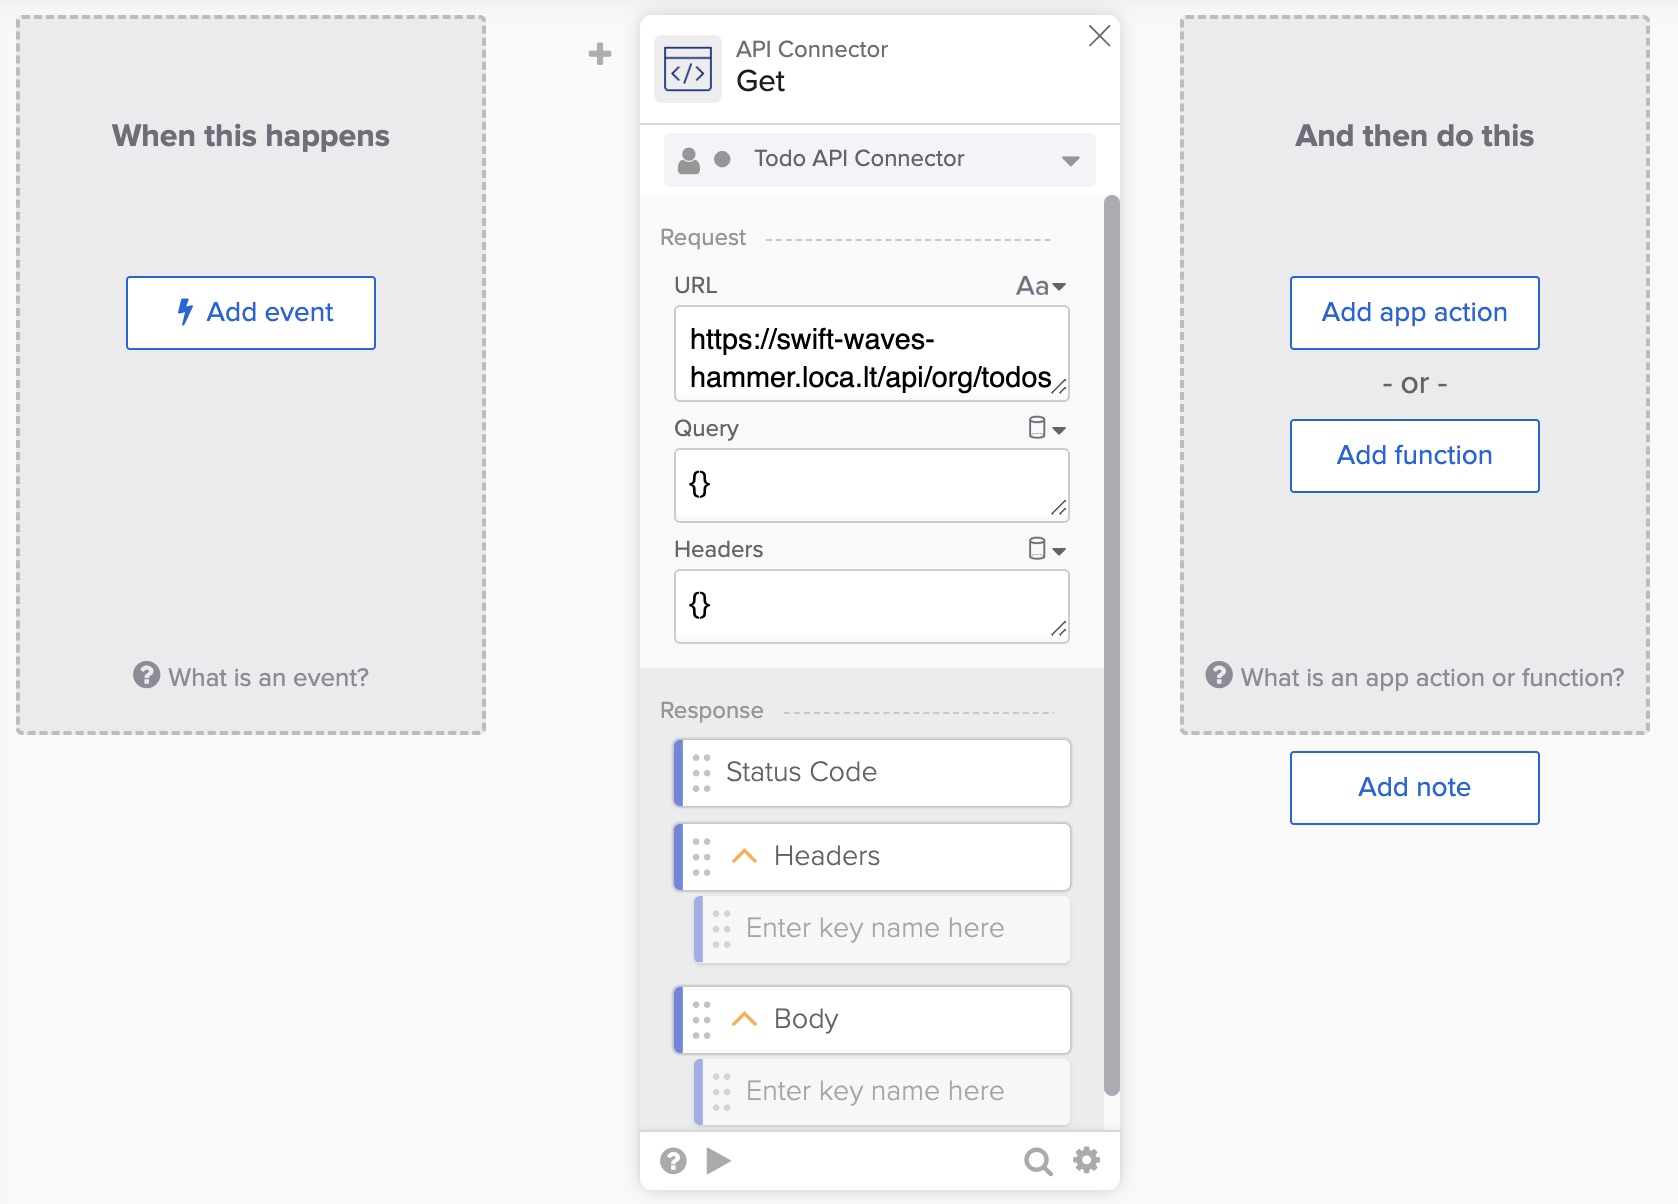 When this happens
Add event
What is an event?
API Connector
Get
Todo API Connector
Request
URL
Aa
https://swift-waves-
hammer.loca.lt/api/org/todos
Query
{}
Headers
{}
Response
Status Code
Headers
Enter key name here
Body
Enter key name here
And then do this
Add app action
- or -
Add function
What is an app action or function?
Add note